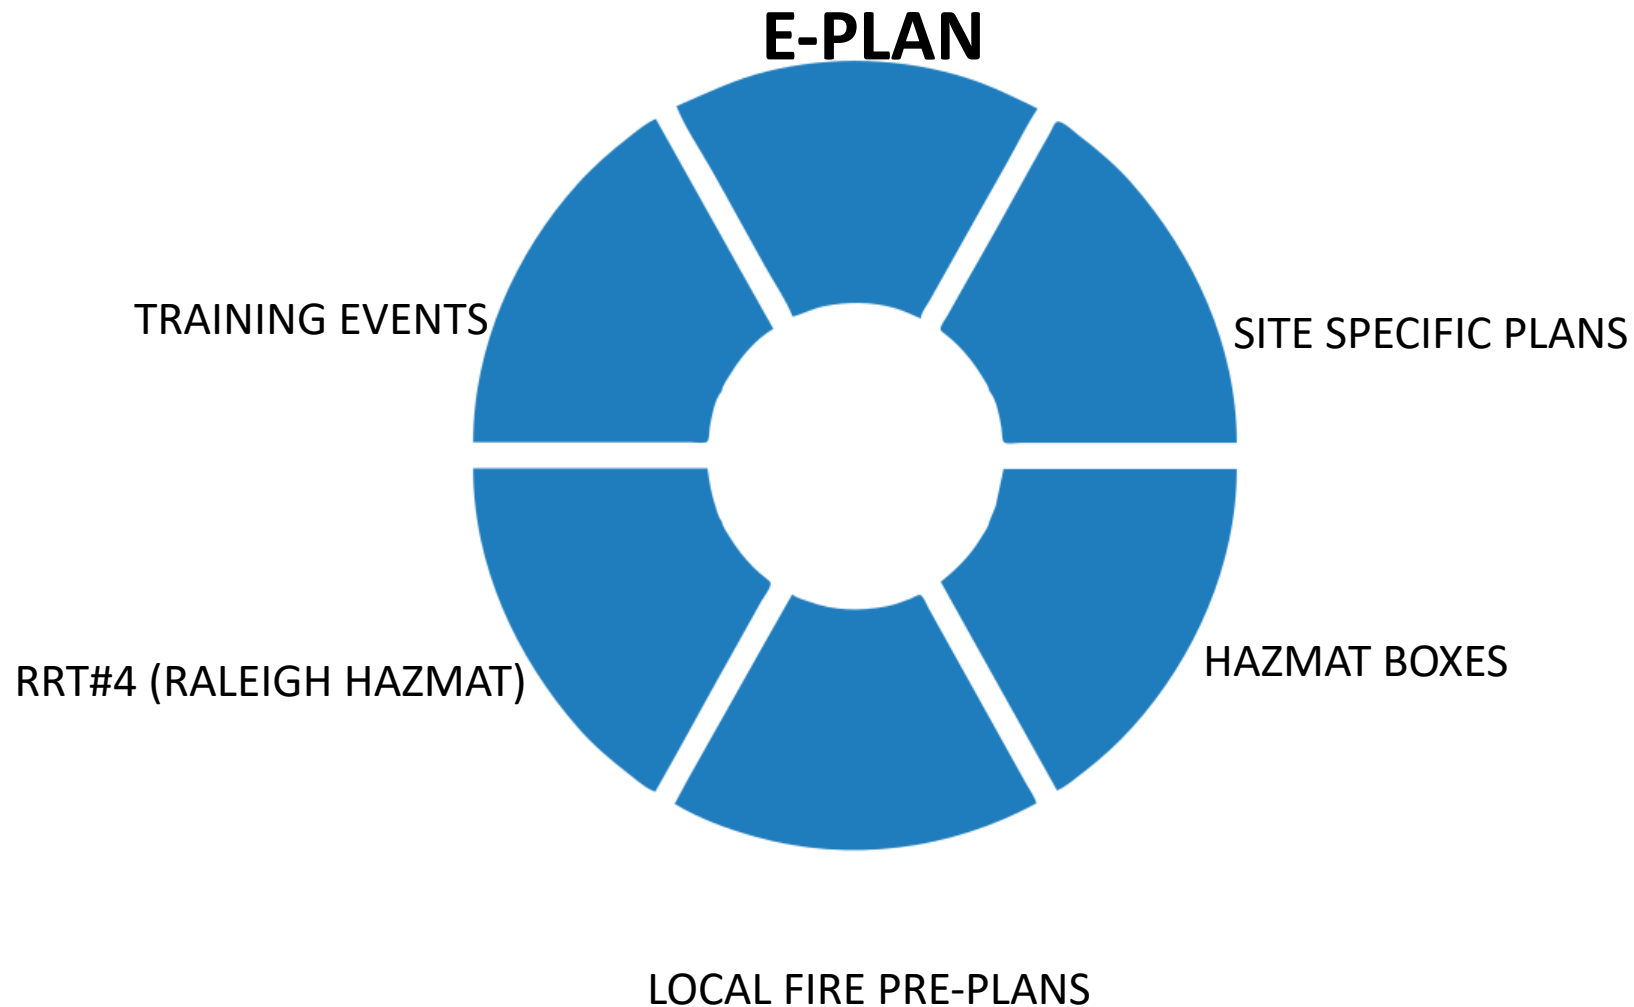 E-PLAN
TRAINING EVENTS
SITE SPECIFIC PLANS
RRT#4 (RALEIGH HAZMAT)
HAZMAT BOXES
LOCAL FIRE PRE-PLANS